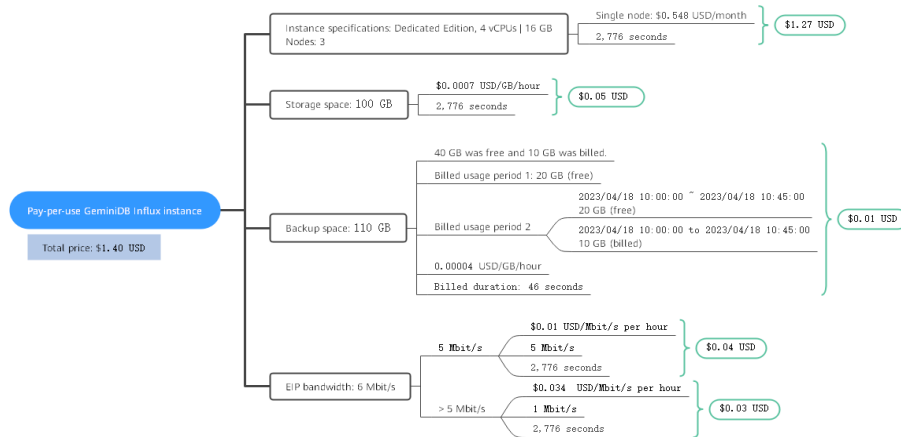 Instance specifications: Dedicated Edition, 4 vCPUs | 16 GB
Nodes: 3
Single node: $0.548 USD/month
2,776 seconds
$1.27 USD
Storage space: 100 GB
$0.0007 USD/GB/hour
2,776 seconds
$0.05 USD
Pay-per-use GeminiDB Influx instance
Total price: $1.40 USD
Backup space: 110 GB
40 GB was free and 10 GB was billed.
Billed usage period 1: 20 GB (free)
Billed usage period 2
2023/04/18 10:00:00 ~ 2023/04/18 10:45:00
20 GB (free)
2023/04/18 10:00:00 to 2023/04/18 10:45:00
10 GB (billed)
0.00004 USD/GB/hour
Billed duration: 46 seconds
$0.01 USD
EIP bandwidth: 6 Mbit/s
5 Mbit/s
$0.01 USD/Mbit/s per hour
5 Mbit/s
2,776 seconds
$0.04 USD
> 5 Mbit/s
$0.034 USD/Mbit/s per hour
1 Mbit/s
2,776 seconds
$0.03 USD